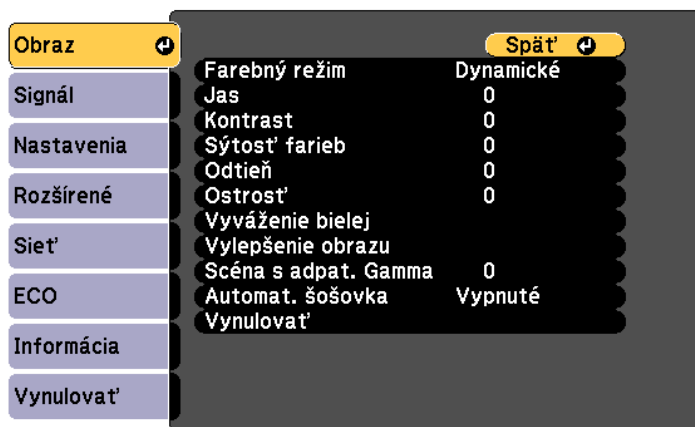 Obraz
Signál
Nastavenia
Rozšírené
Sieť
ECO
Informácia
Vynulovať
Späť
Farebný režim Dynamické
Jas 0
Kontrast 0
Sýtosť farieb 0
Odtieň 0
Ostrosť 0
Vyváženie bielej
Vylepšenie obrazu
Scéna s adpat. Gamma 0
Automat. šošovka Vypnuté
Vynulovať